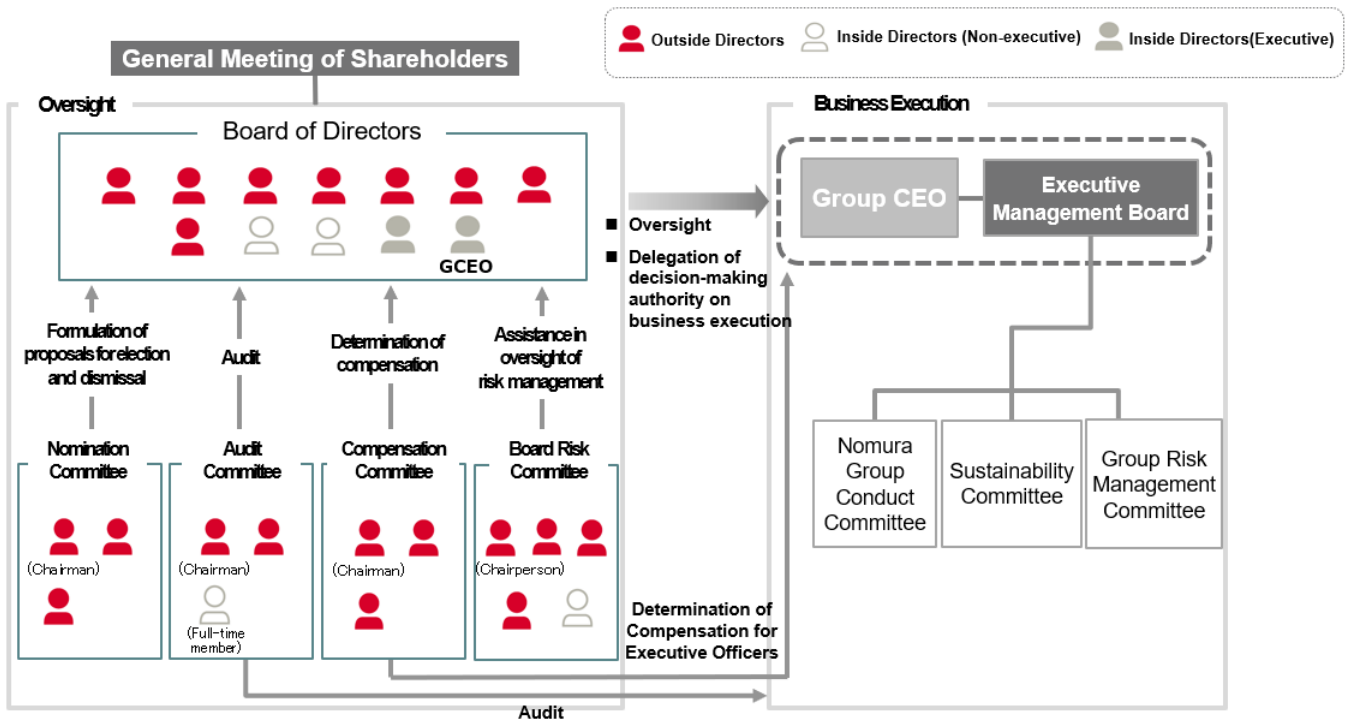 Outside Directors
Inside Directors (Non-executive)
Inside Directors(Executive)
General Meeting of Shareholders
Oversight
Board of Directors
GCEO
Formulation of
proposals for election
and dismissal
Audit
Determination of
compensation
Assistance in
oversight of
risk management
Nomination
Committee
(Chairman)
Audit
Committee
(Chairman)
(Full-time
member)
Compensation
Committee
(Chairman)
Board Risk
Committee
(Chairperson)
■ Oversight
■ Delegation of
decision-making
authority on
business execution
Determination of
Compensation for
Executive Officers
Audit
Business Execution
Group CEO
Executive
Management Board
Nomura
Group
Conduct
Committee
Sustainability
Committee
Group Risk
Management
Committee